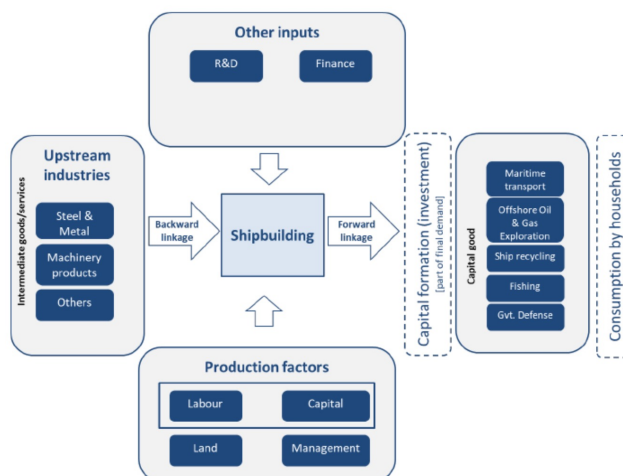 Other inputs
R&D
Finance
Upstream
industries
Intermediate goods/services
Steel &
Metal
Machinery
products
Others
Backward
linkage
Shipbuilding
Forward
linkage
Capital formation (investment)
[part of final demand]
Capital good
Maritime
transport
Offshore Oil
& Gas
Exploration
Ship recycling
Fishing
Gvt. Defense
Consumption by households
Production factors
Labour
Capital
Land
Management